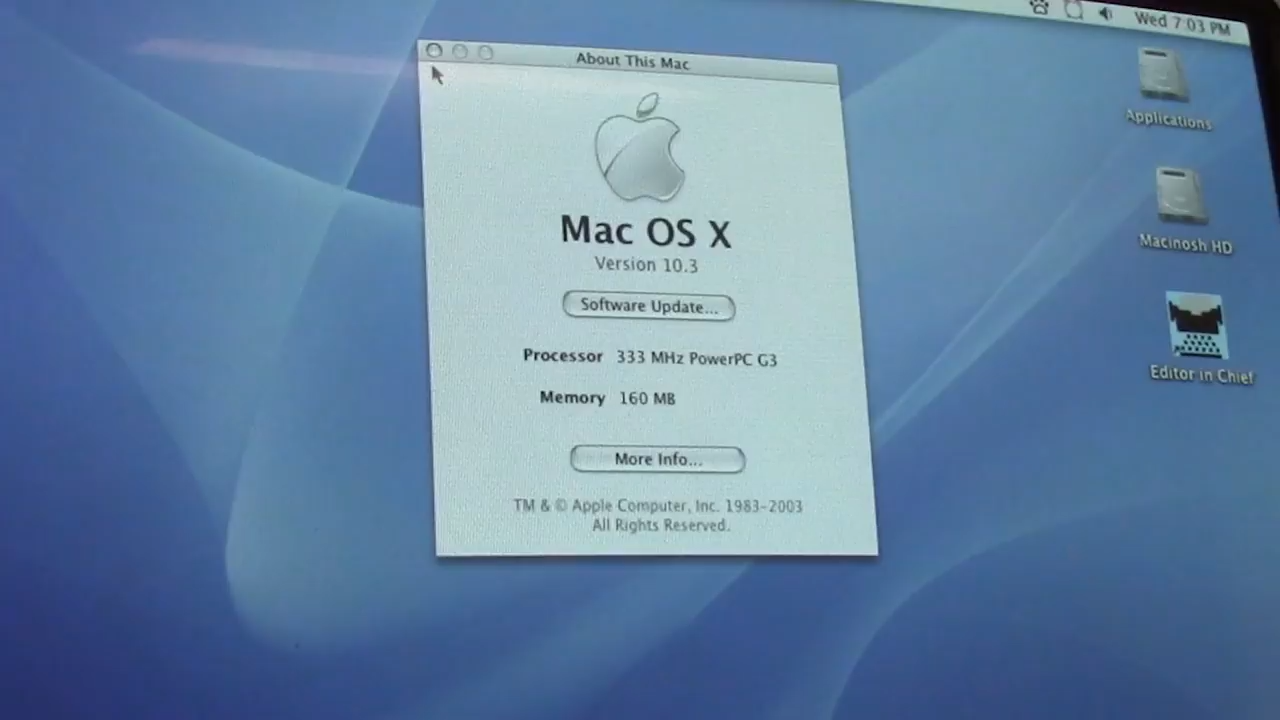 Wed 7:03 PM
About This Mac
Applications
Mac OS X
Macinosh HD
Version 10.3
Software Update...
Processor 333 MHz PowerPC G3
Editor in Chief
Memory 160 MB
More Info...
TM & © Apple Computer, Inc. 1983-2003
All Rights Reserved.